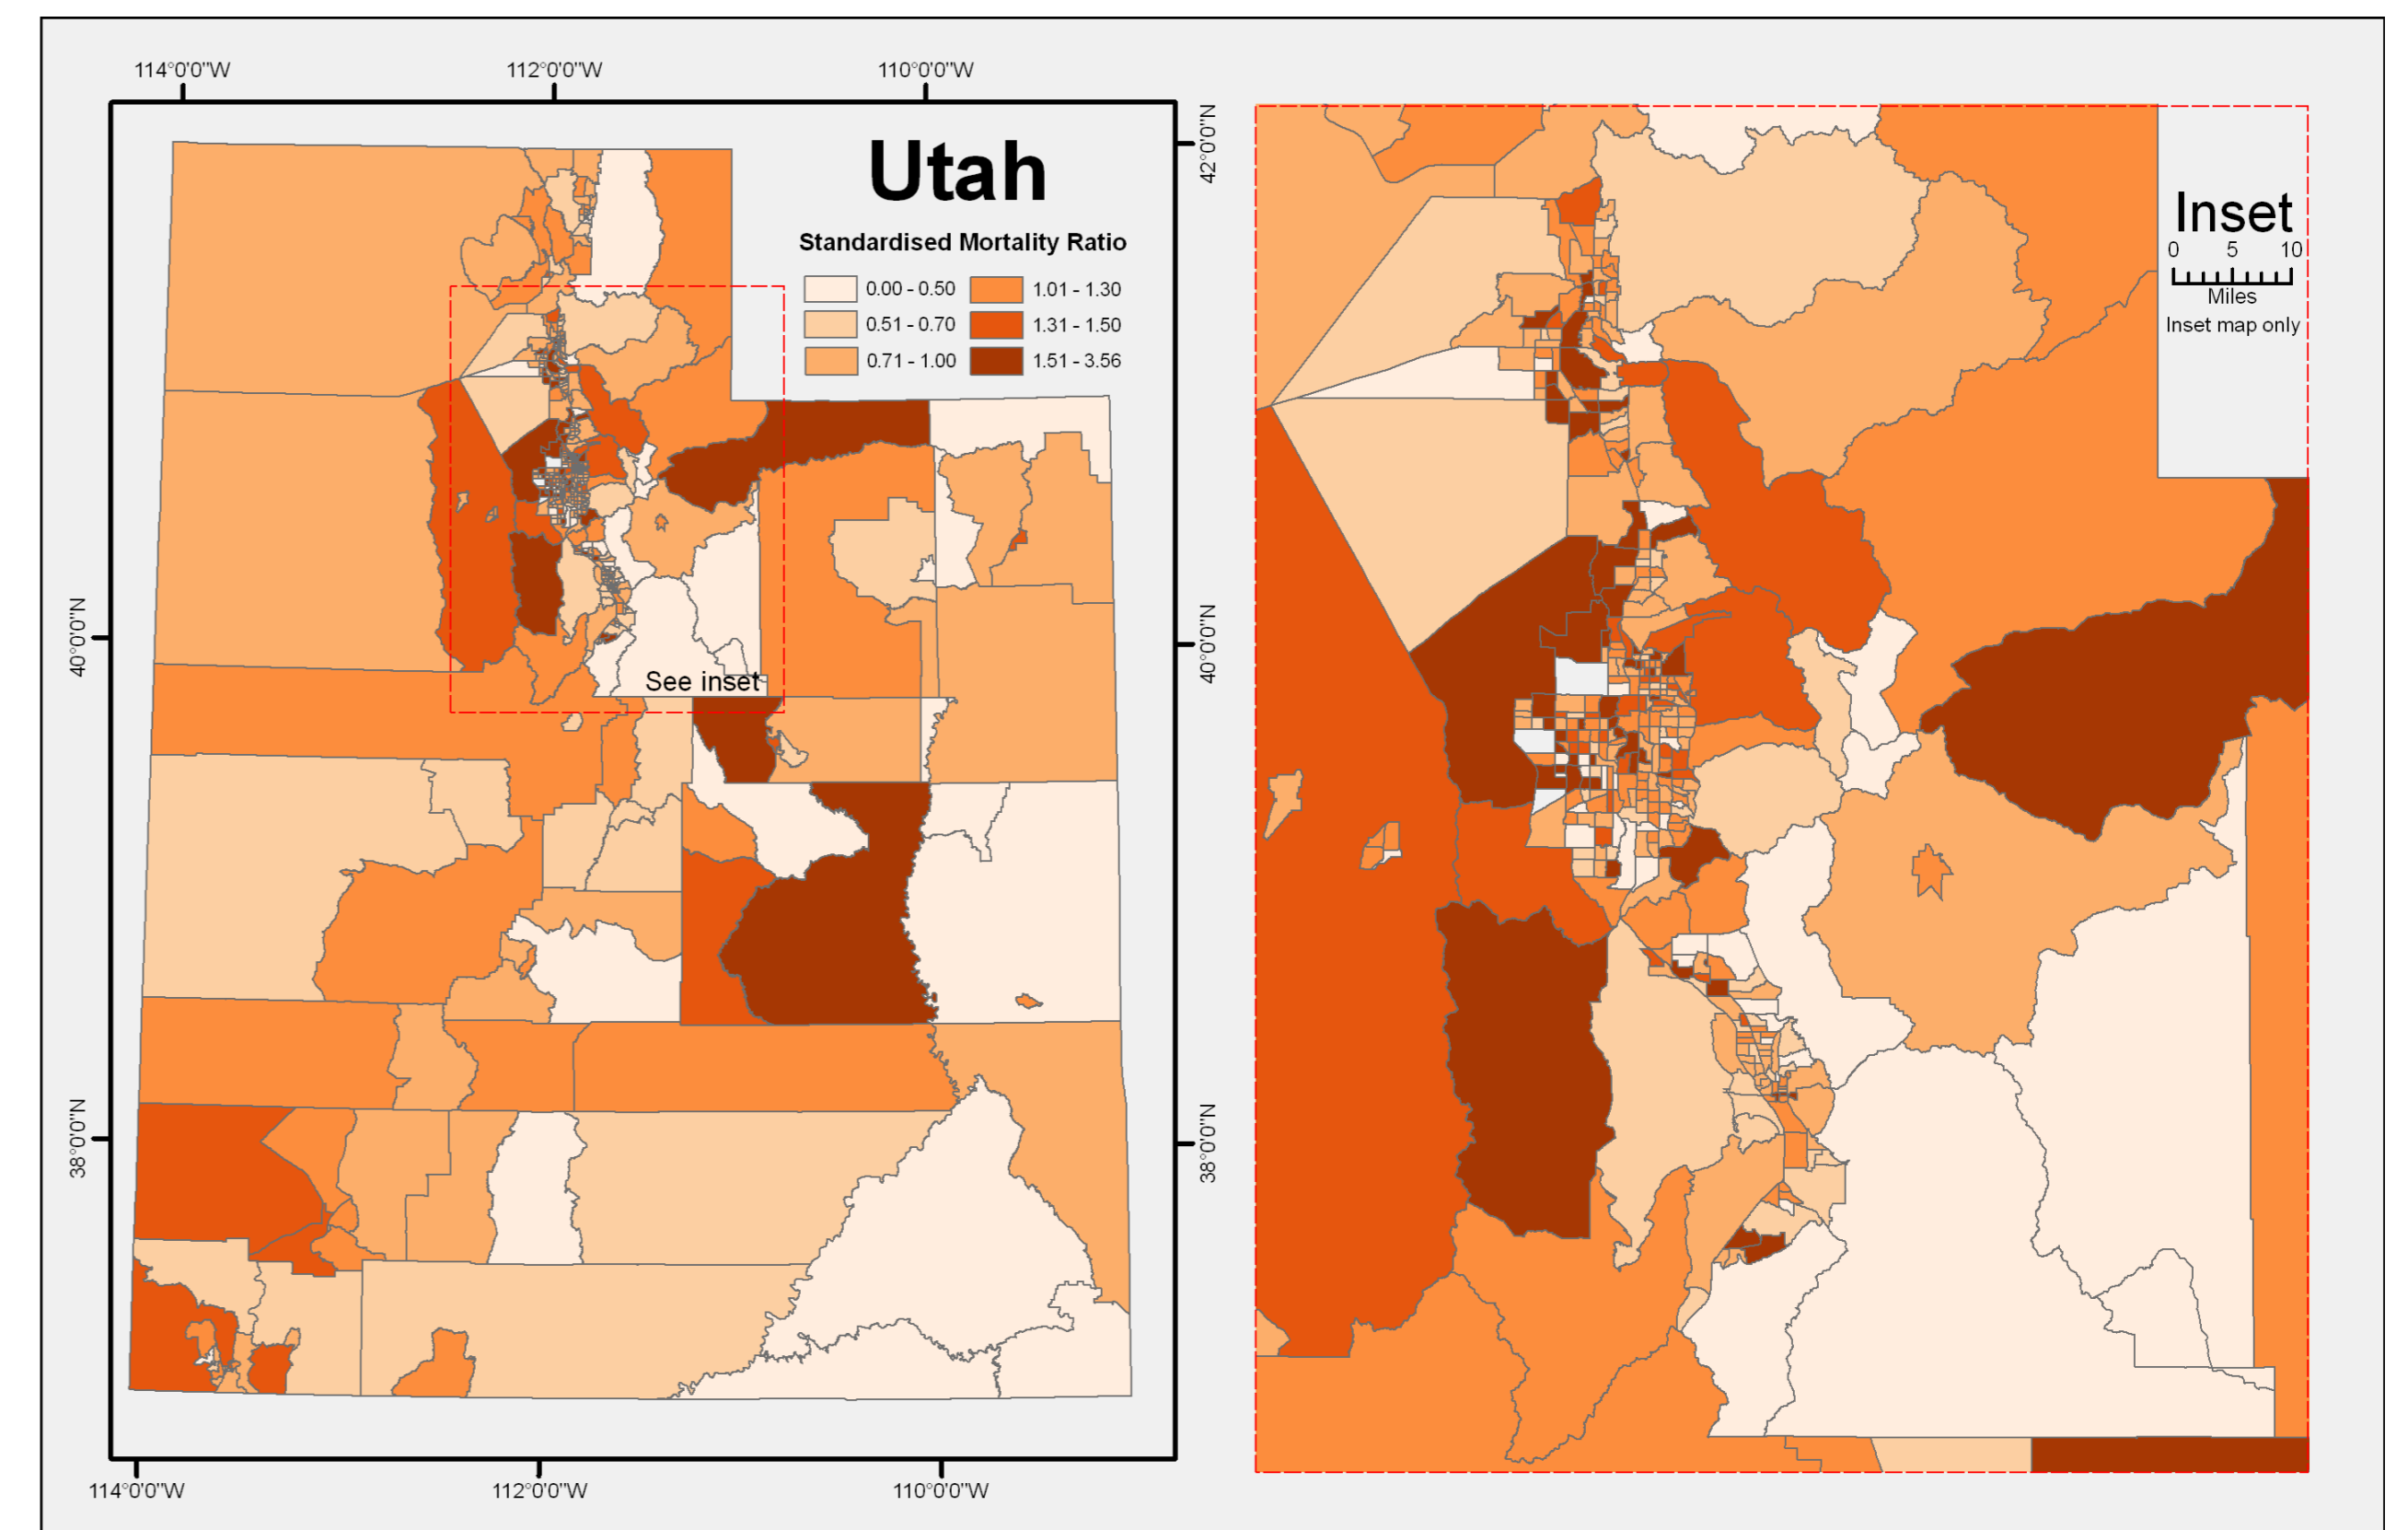 114°0'0"W 112°0'0"W 110°0'0"W
Utah
Standardised Mortality Ratio
0.00 - 0.50 1.01 - 1.30
0.51 - 0.70 1.31 - 1.50
0.71 - 1.00 1.51 - 3.56
See inset
40°0'0"N
38°0'0"N
42°0'0"N
40°0'0"N
38°0'0"N
114°0'0"W 112°0'0"W 110°0'0"W
Inset
0 5 10
Miles
Inset map only